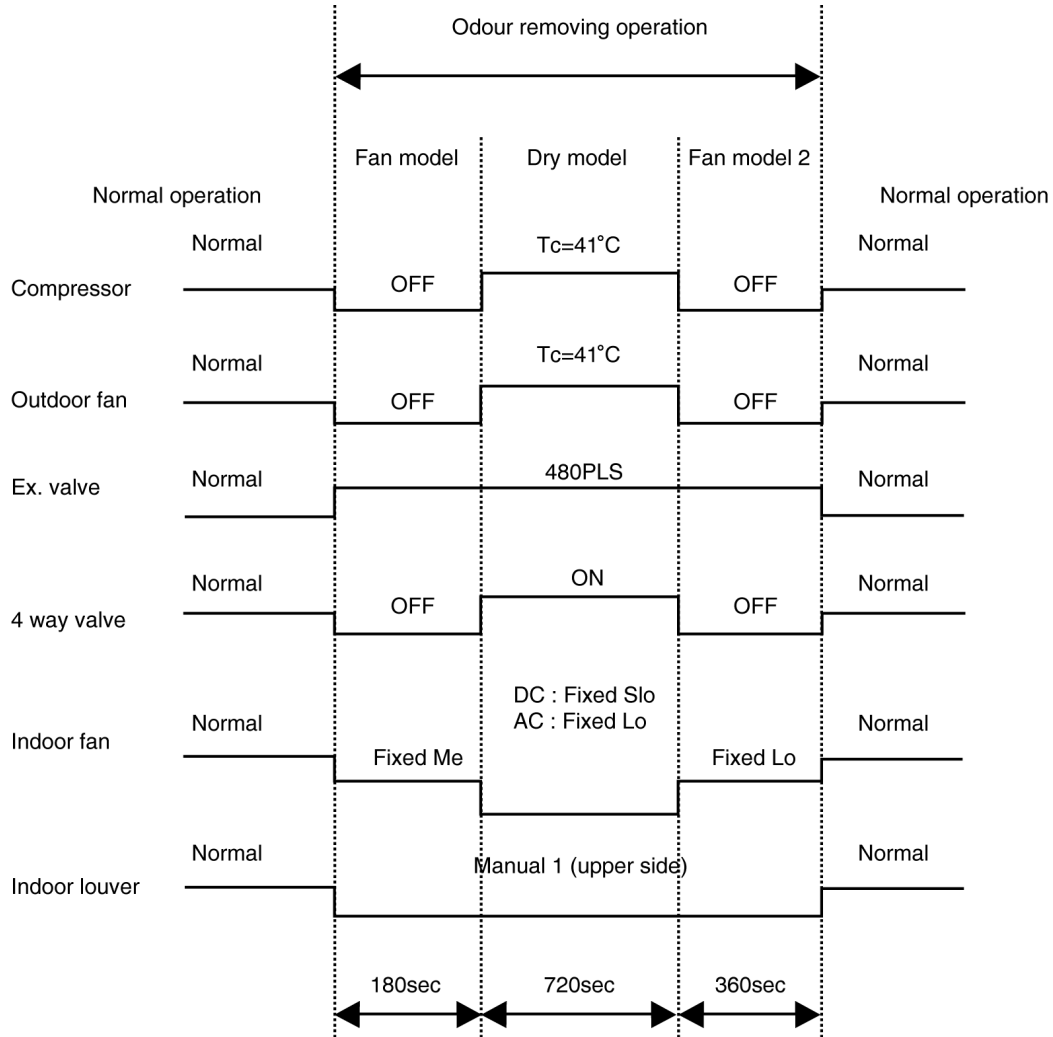 Odour removing operation
Fan model
Dry model
Fan model 2
Normal operation
Normal operation
Normal
Tc=41°C
Normal
Compressor
OFF
OFF
Normal
Tc=41°C
Normal
Outdoor fan
OFF
OFF
Ex. valve
Normal
480PLS
Normal
Normal
ON
Normal
4 way valve
OFF
OFF
DC : Fixed Slo
AC : Fixed Lo
Indoor fan
Normal
Normal
Fixed Me
Fixed Lo
Normal
Manual 1 (upper side)
Normal
Indoor louver
180sec
720sec
360sec